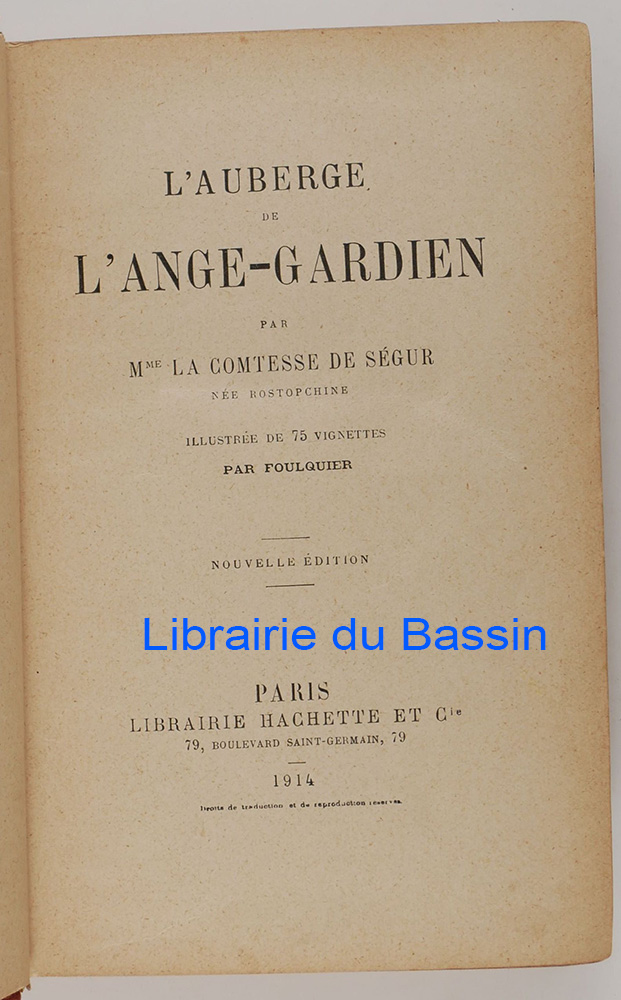 L'AUBERGE
DE
L'ANGE-GARDIEN
PAR
MME LA COMTESSE DE SÉGUR
NÉE ROSTOPCHINE
ILLUSTRÉE DE 75 VIGNETTES
PAR FOULQUIER
NOUVELLE ÉDITION
Librairie du Bassin
PARIS
LIBRAIRIE HACHETTE ET Cie
79, BOULEVARD SAINT-GERMAIN, 79
1914
Droits de traduction et de reproduction réservés.